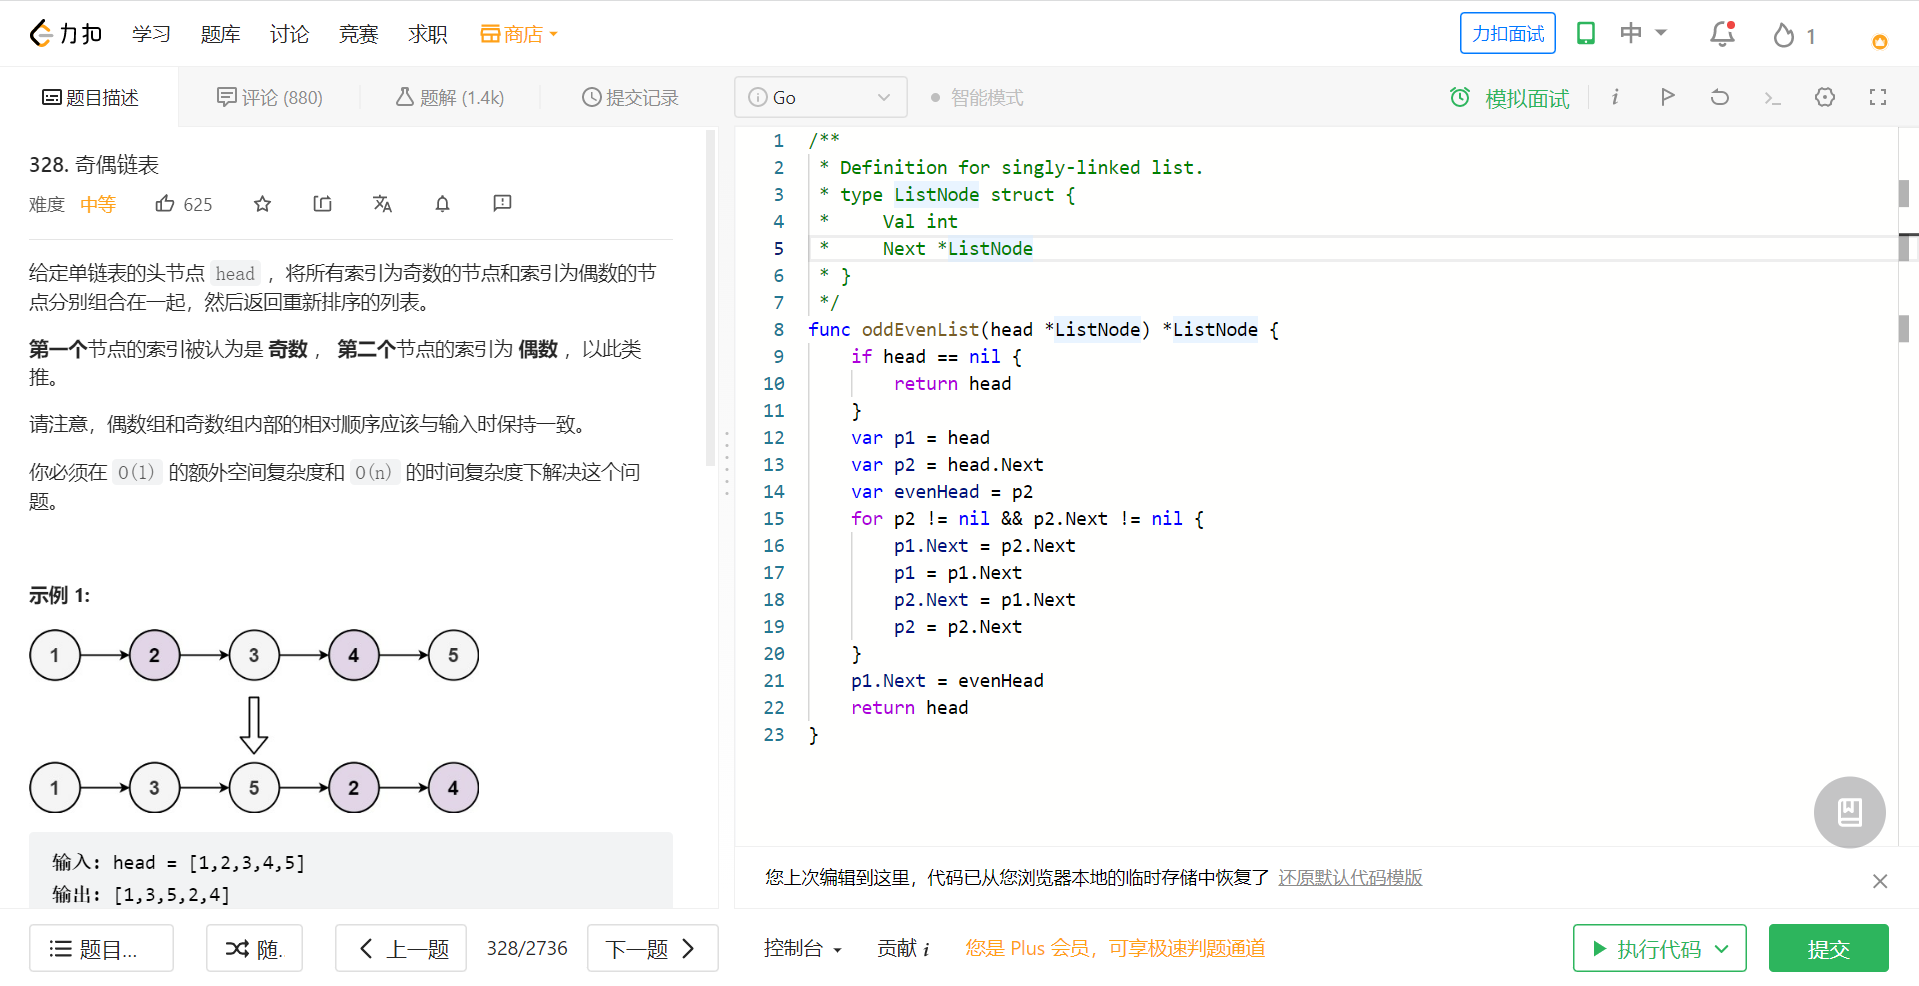 力扣 学习 题库 讨论 竞赛 求职 商店 力扣面试 中 1
题目描述 评论 (880) 题解 (1.4k) 提交记录 i Go 智能模式 模拟面试 i
328. 奇偶链表
难度 中等 625
给定单链表的头节点 head ，将所有索引为奇数的节点和索引为偶数的节
点分别组合在一起，然后返回重新排序的列表。
第一个节点的索引被认为是 奇数 ， 第二个节点的索引为 偶数 ，以此类
推。
请注意，偶数组和奇数组内部的相对顺序应该与输入时保持一致。
你必须在 O(1) 的额外空间复杂度和 O(n) 的时间复杂度下解决这个问
题。
示例 1:
1 2 3 4 5
1 3 5 2 4
输入: head = [1,2,3,4,5]
输出: [1,3,5,2,4]
1 /**
2  * Definition for singly-linked list.
3  * type ListNode struct {
4  *     Val int
5  *     Next *ListNode
6  * }
7  */
8 func oddEvenList(head *ListNode) *ListNode {
9     if head == nil {
10         return head
11     }
12     var p1 = head
13     var p2 = head.Next
14     var evenHead = p2
15     for p2 != nil && p2.Next != nil {
16         p1.Next = p2.Next
17         p1 = p1.Next
18         p2.Next = p1.Next
19         p2 = p2.Next
20     }
21     p1.Next = evenHead
22     return head
23 }
您上次编辑到这里，代码已从您浏览器本地的临时存储中恢复了 还原默认代码模版
题目... 随. 上一题 328/2736 下一题 控制台 贡献 i 您是 Plus 会员，可享极速判题通道 执行代码 提交